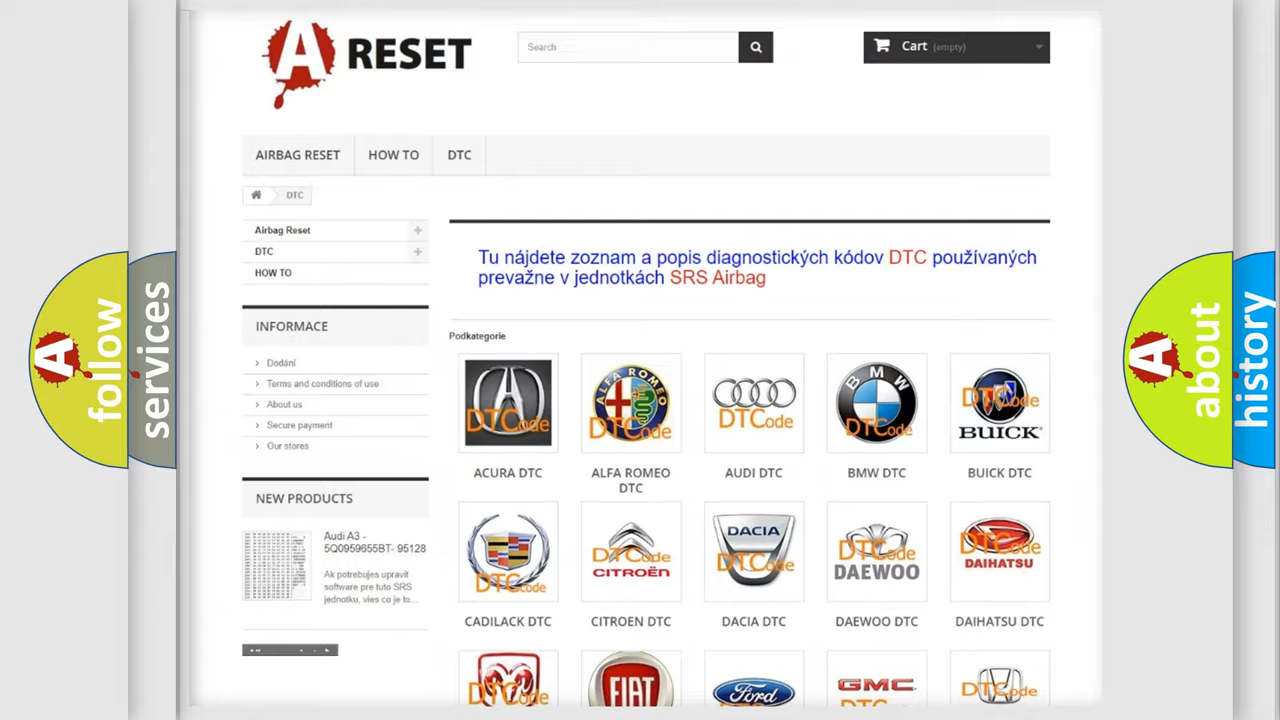 A RESET
Search
Cart (empty)
AIRBAG RESET HOW TO DTC
DTC
Airbag Reset +
DTC +
HOW TO
Tu nájdete zoznam a popis diagnostických kódov DTC používaných
prevažne v jednotkách SRS Airbag
INFORMACE
Dodání
Terms and conditions of use
About us
Secure payment
Our stores
NEW PRODUCTS
Audi A3 -
5Q0959655BT- 95128
Ak potrebujes upravit
software pre tuto SRS
jednotku, vies co je to...
Podkategorie
A
follow
services
A
about
history
DTCode
ALFA ROMEO
DTCode
DTCode
BMW
DTCode
DTCode
BUICK
ACURA DTC
ALFA ROMEO
DTC
AUDI DTC
BMW DTC
BUICK DTC
DTCode
DTCode
CITROËN
DACIA
DTCode
DTCode
DAEWOO
DTCode
DAIHATSU
CADILACK DTC
CITROEN DTC
DACIA DTC
DAEWOO DTC
DAIHATSU DTC
DTCode
FIAT
Ford
GMC
DTCode